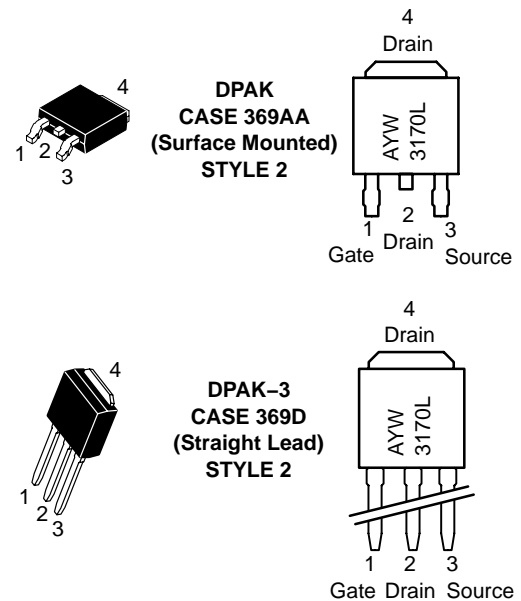 4
Drain
4
1
2
3
DPAK
CASE 369AA
(Surface Mounted)
STYLE 2
AYW
3170L
1
2
3
Gate
Drain
Source
4
Drain
4
1
2
3
DPAK−3
CASE 369D
(Straight Lead)
STYLE 2
AYW
3170L
1
2
3
Gate Drain Source